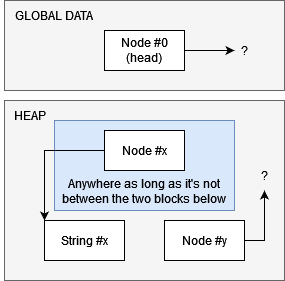 GLOBAL DATA
Node #0
(head)
?
HEAP
Node #x
Anywhere as long as it's not
between the two blocks below
?
String #x
Node #y